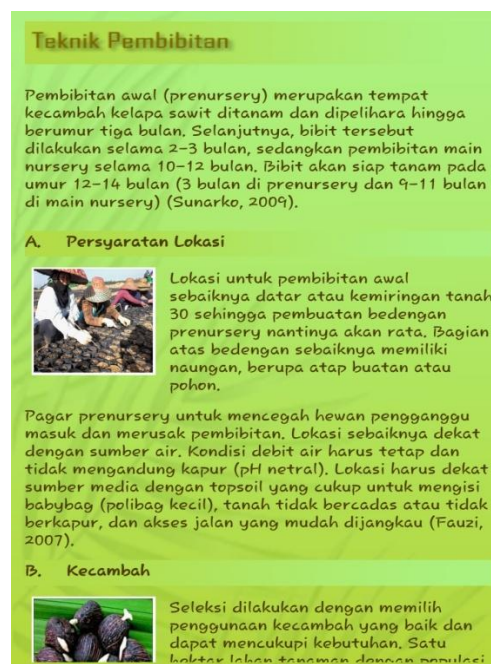 Teknik Pembibitan
Pembibitan awal (prenursery) merupakan tempat
kecambah kelapa sawit ditanam dan dipelihara hingga
berumur tiga bulan. Selanjutnya, bibit tersebut
dilakukan selama 2-3 bulan, sedangkan pembibitan main
nursery selama 10-12 bulan. Bibit akan siap tanam pada
umur 12-14 bulan (3 bulan di prenursery dan 9-11 bulan
di main nursery) (Sunarko, 2009).
A. Persyaratan Lokasi
Lokasi untuk pembibitan awal
sebaiknya datar atau kemiringan tanah
30 sehingga pembuatan bedengan
prenursery nantinya akan rata. Bagian
atas bedengan sebaiknya memiliki
naungan, berupa atap buatan atau
pohon.
Pagar prenursery untuk mencegah hewan pengganggu
masuk dan merusak pembibitan. Lokasi sebaiknya dekat
dengan sumber air. Kondisi debit air harus tetap dan
tidak mengandung kapur (pH netral). Lokasi harus dekat
sumber media dengan topsoil yang cukup untuk mengisi
babybag (polibag kecil), tanah tidak bercadas atau tidak
berkapur, dan akses jalan yang mudah dijangkau (Fauzi,
2007).
B. Kecambah
Seleksi dilakukan dengan memilih
penggunaan kecambah yang baik dan
dapat mencukupi kebutuhan. Satu
hektar lahan tanaman dengan populasi